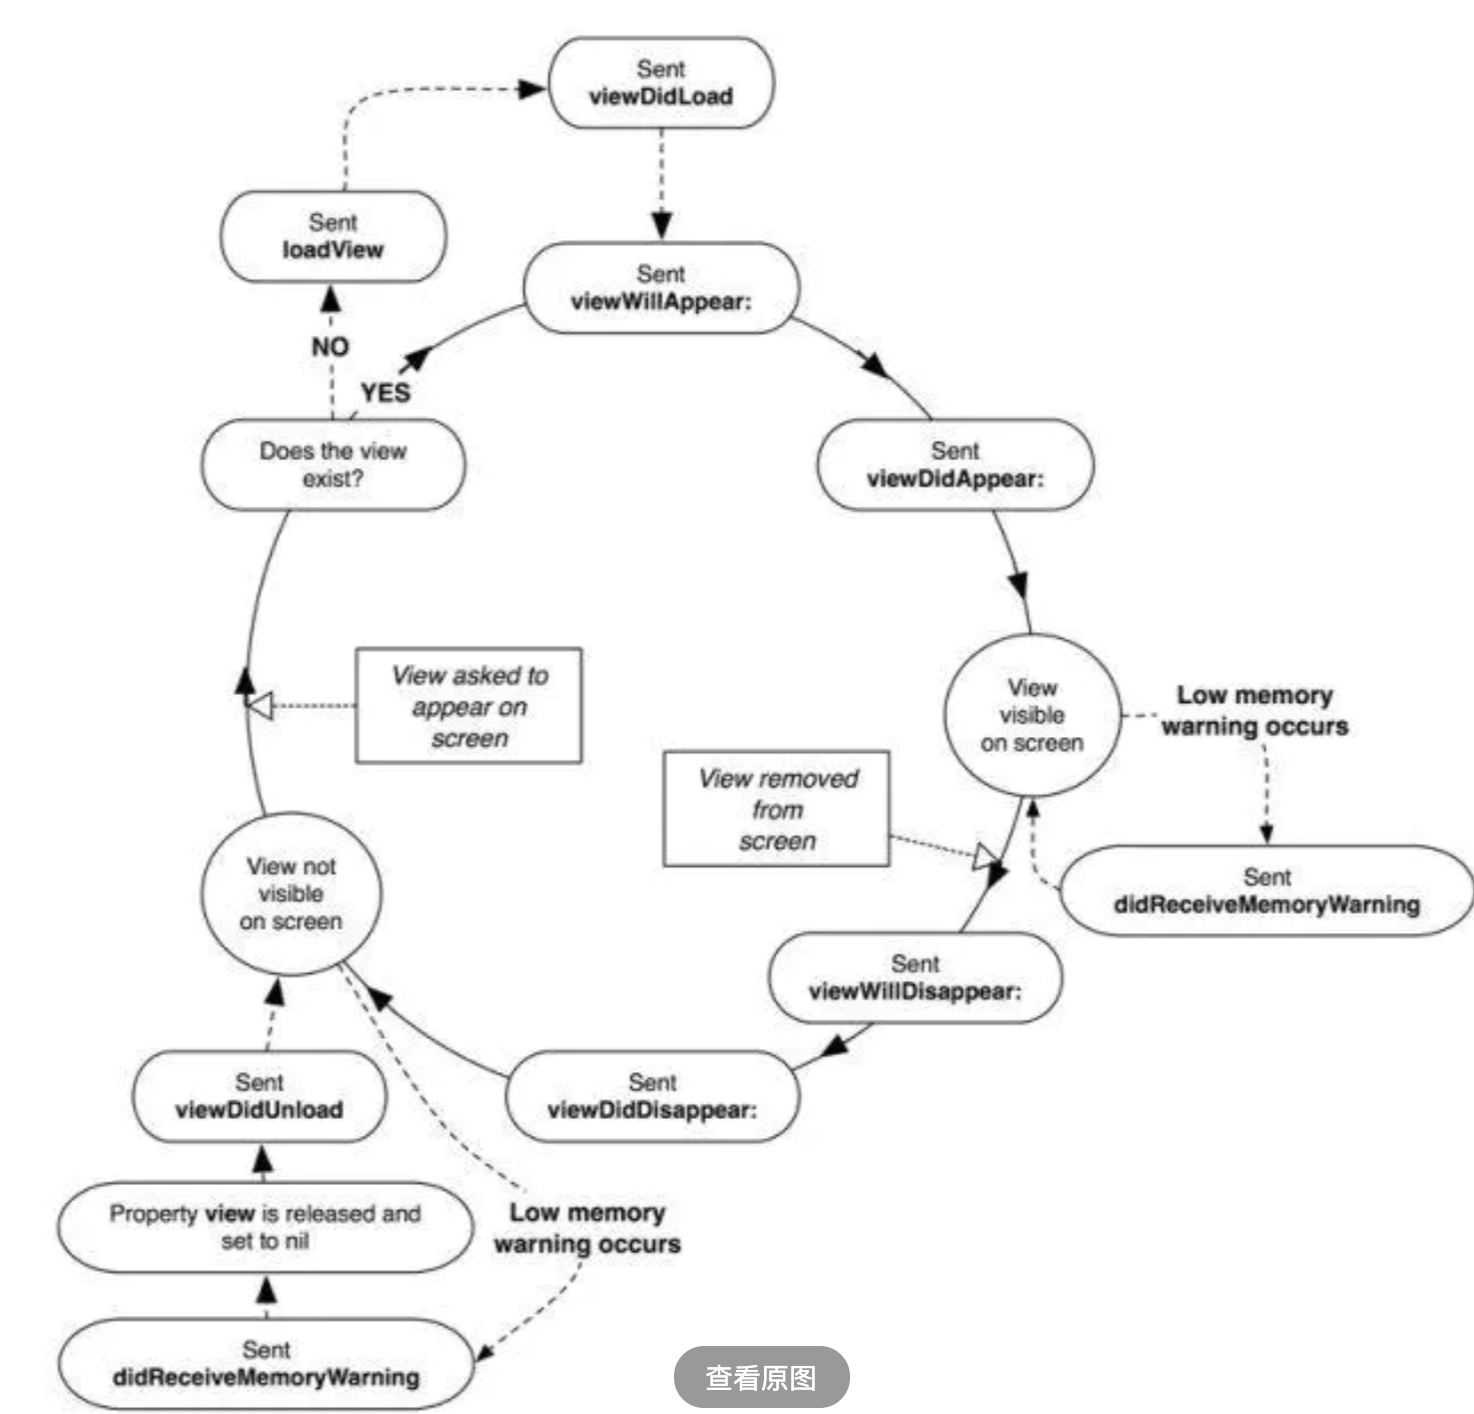 Sent
viewDidLoad
Sent
loadView
Sent
viewWillAppear:
NO
YES
Does the view
exist?
Sent
viewDidAppear:
View asked to
appear on
screen
View
visible
on screen
Low memory
warning occurs
View removed
from
screen
Sent
didReceiveMemoryWarning
View not
visible
on screen
Sent
viewWillDisappear:
Sent
viewDidUnload
Sent
viewDidDisappear:
Property view is released and
set to nil
Low memory
warning occurs
Sent
didReceiveMemoryWarning
查看原图